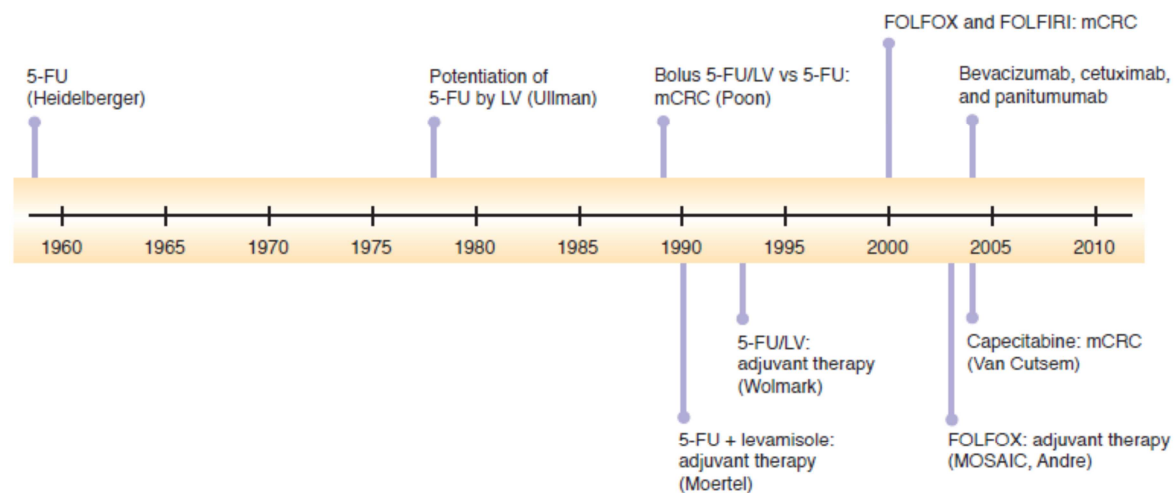 FOLFOX and FOLFIRI: mCRC
5-FU
(Heidelberger)
Potentiation of
5-FU by LV (Ullman)
Bolus 5-FU/LV vs 5-FU:
mCRC (Poon)
Bevacizumab, cetuximab,
and panitumumab
1960 1965 1970 1975 1980 1985 1990 1995 2000 2005 2010
5-FU/LV:
adjuvant therapy
(Wolmark)
Capecitabine: mCRC
(Van Cutsem)
5-FU + levamisole:
adjuvant therapy
(Moertel)
FOLFOX: adjuvant therapy
(MOSAIC, Andre)